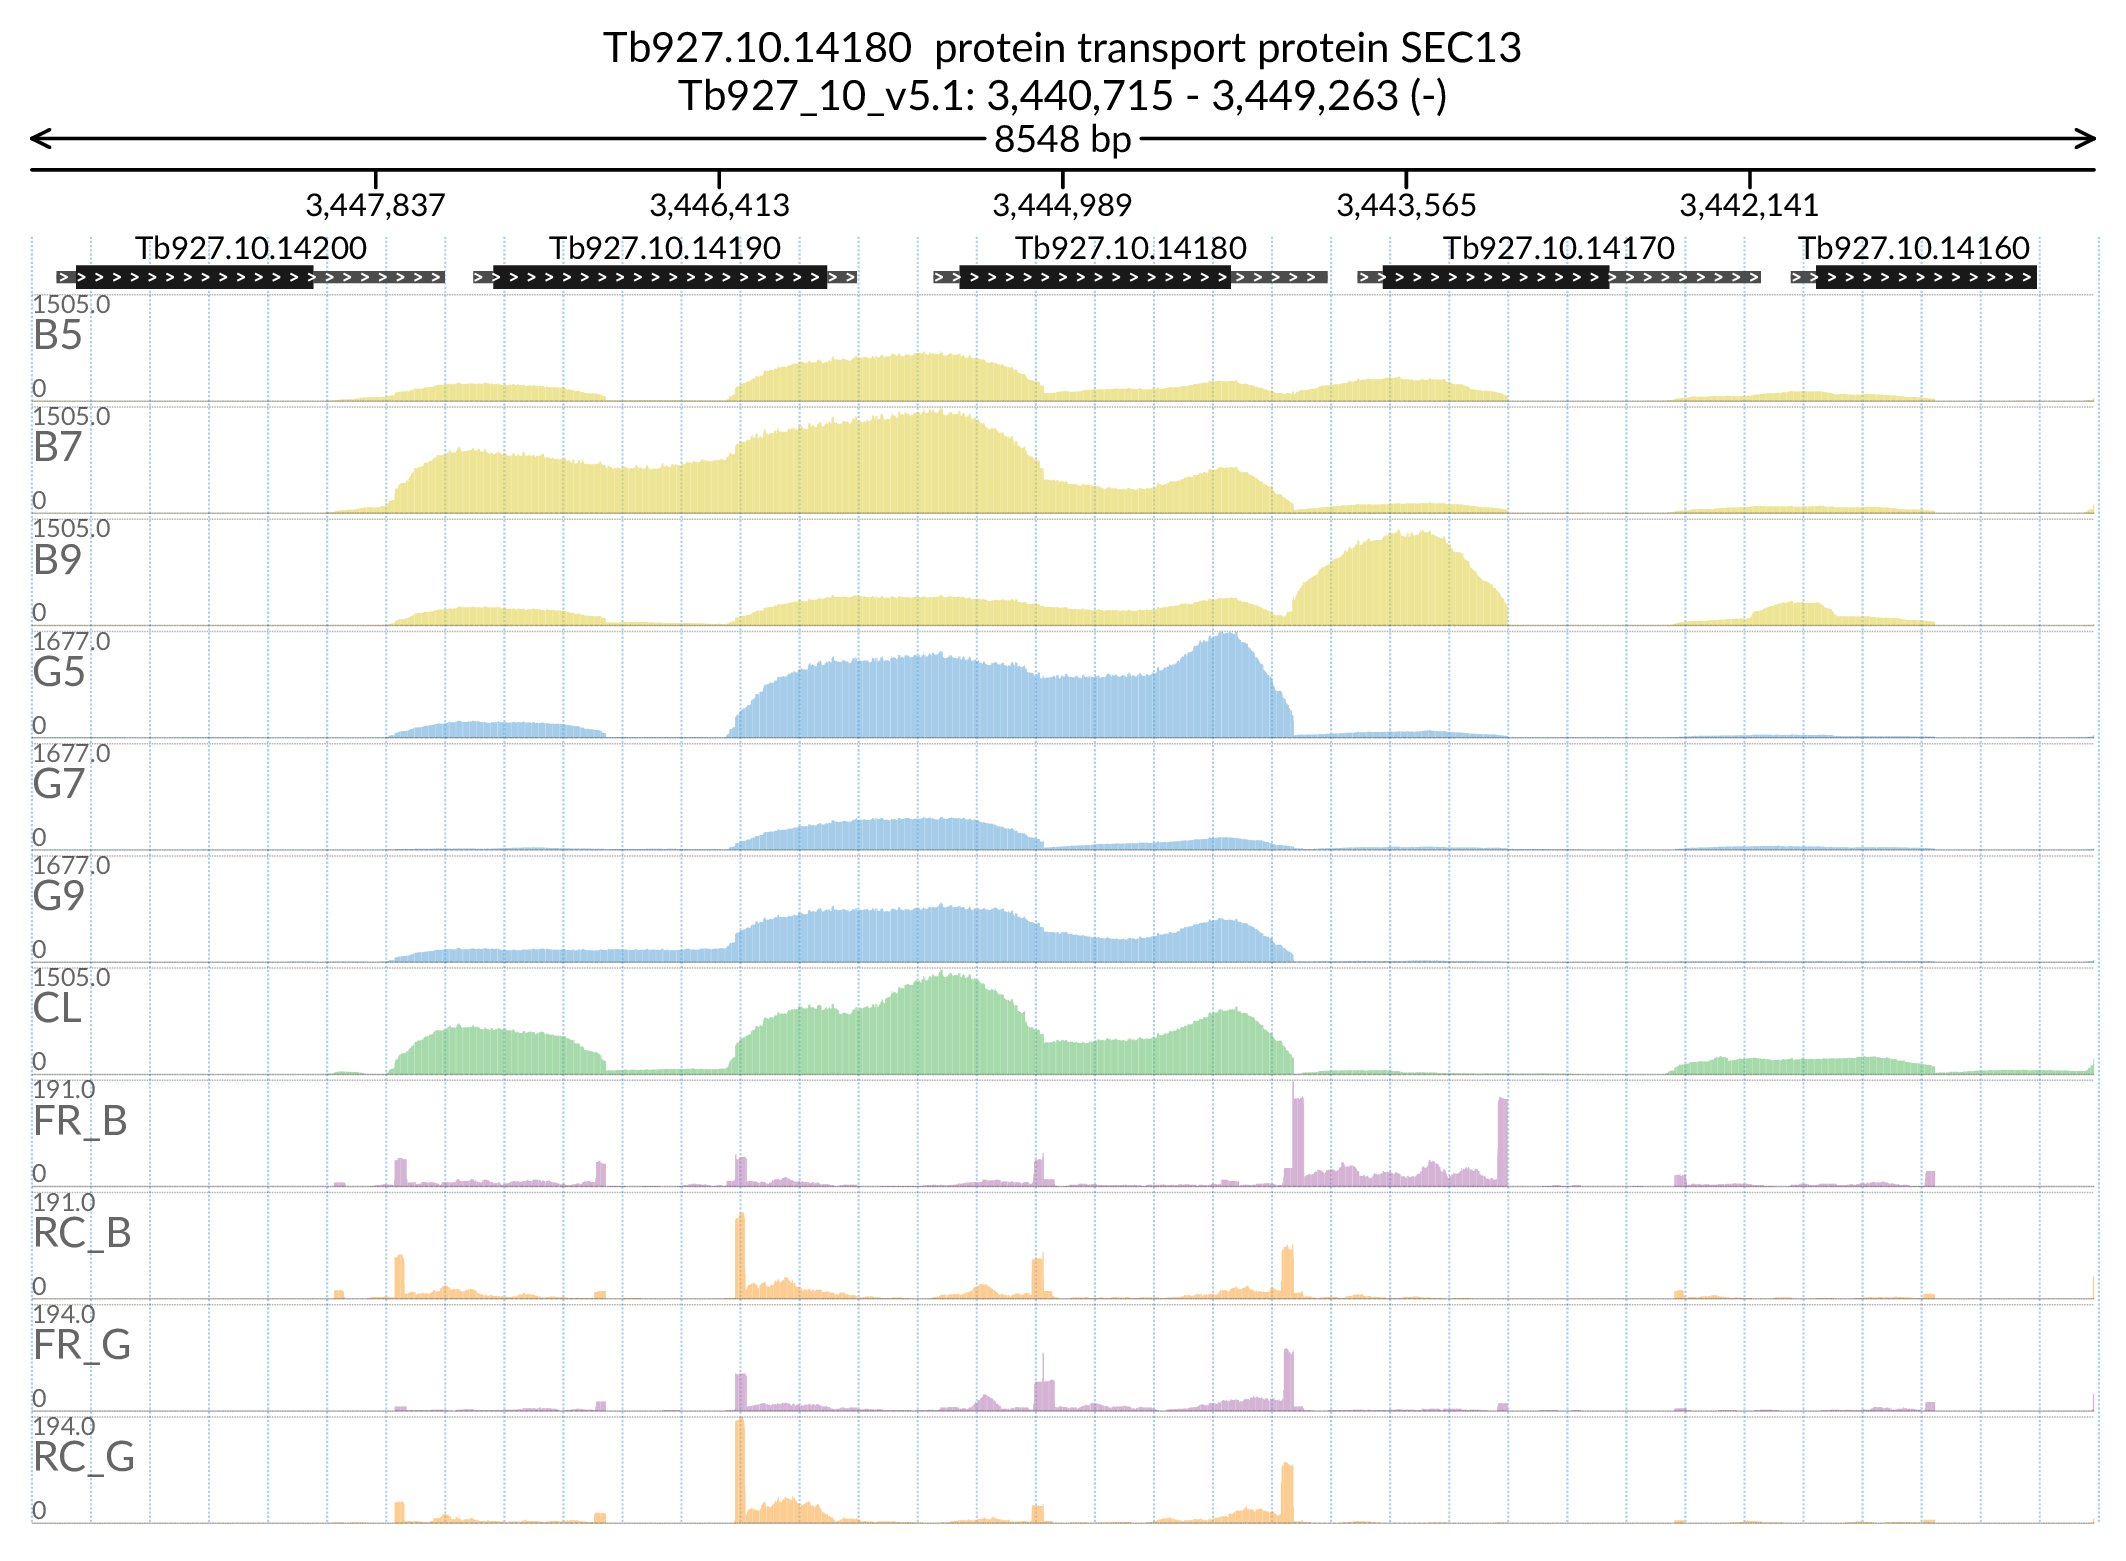 Tb927.10.14180  protein transport protein SEC13
Tb927_10_v5.1: 3,440,715 - 3,449,263 (-)
8548 bp
3,447,837 3,446,413 3,444,989 3,443,565 3,442,141
Tb927.10.14200 Tb927.10.14190 Tb927.10.14180 Tb927.10.14170 Tb927.10.14160
1505.0
B5
0
1505.0
B7
0
1505.0
B9
0
1677.0
G5
0
1677.0
G7
0
1677.0
G9
0
1505.0
CL
0
191.0
FR_B
0
191.0
RC_B
0
194.0
FR_G
0
194.0
RC_G
0